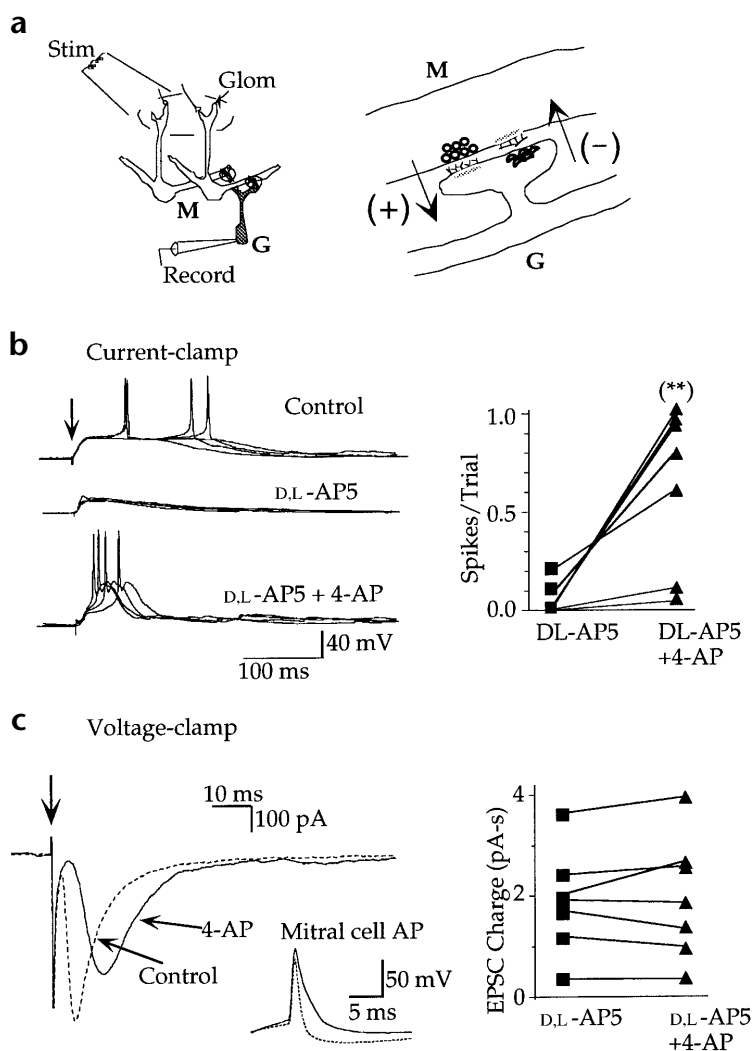 a
Stim
Glom
M
G
Record
M
(+)
(−)
G
b
Current-clamp
Control
D,L -AP5
D,L -AP5 + 4-AP
40 mV
100 ms
(**)
1.0
0.5
0.0
Spikes/Trial
DL-AP5
DL-AP5
+4-AP
c
Voltage-clamp
10 ms
100 pA
4-AP
Control
Mitral cell AP
50 mV
5 ms
4
2
0
EPSC Charge (pA-s)
D,L -AP5
D,L -AP5
+4-AP